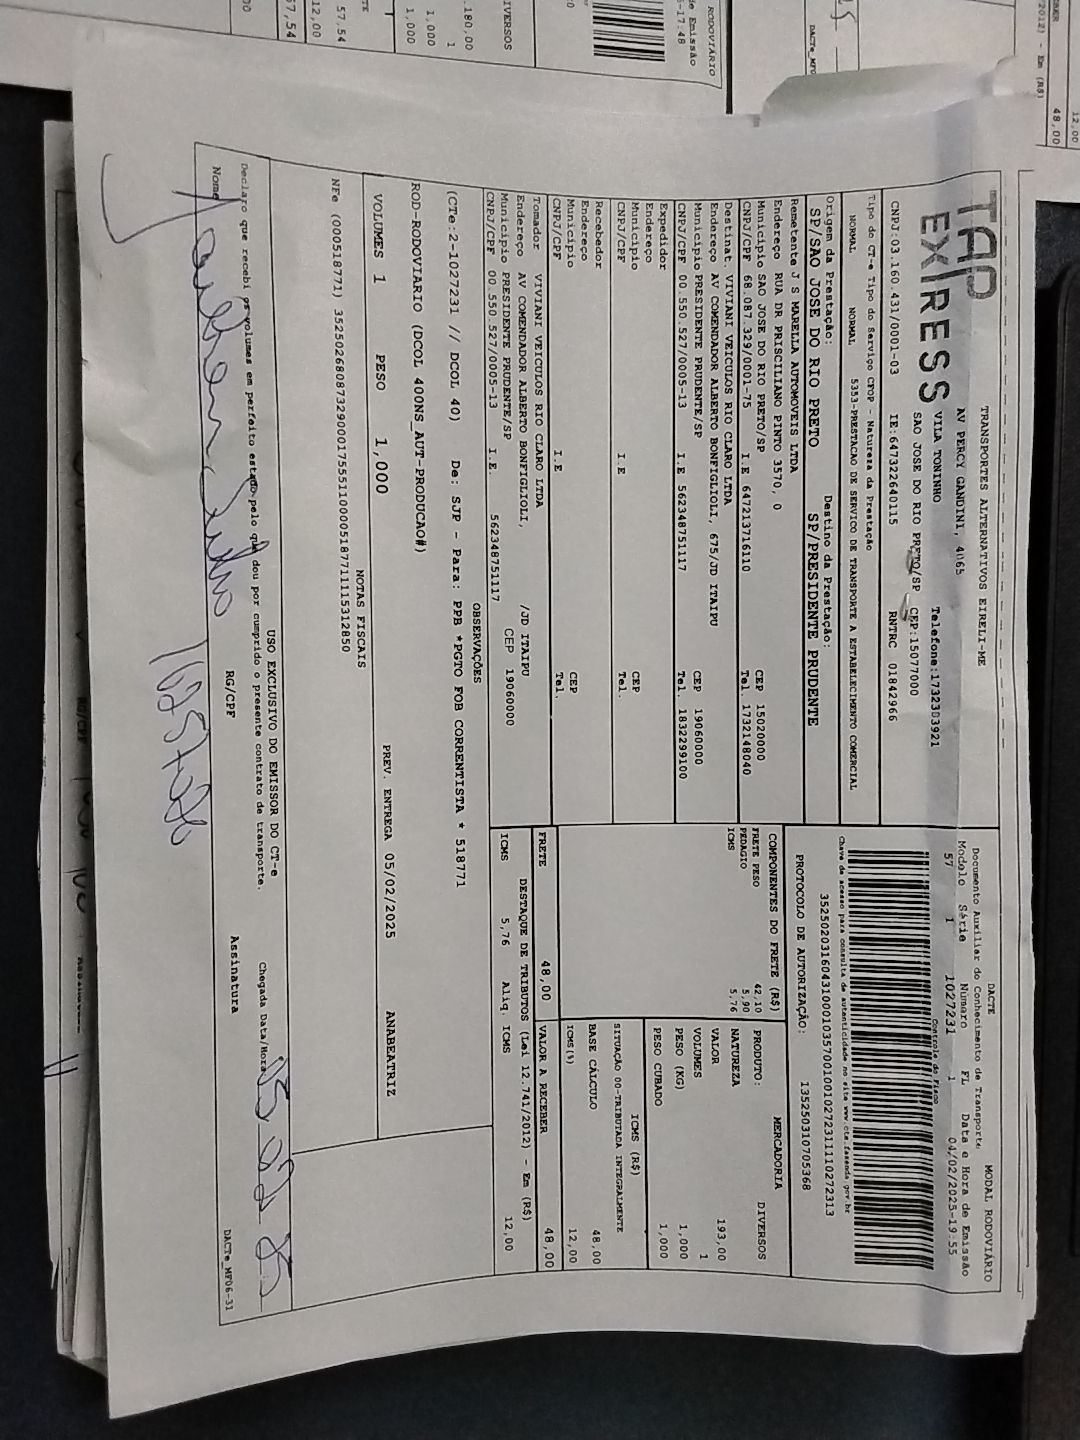 TAP
EXPRESS
TRANSPORTES ALTERNATIVOS EIRELI-ME
AV PERCY GANDINI, 4065
VILA TONINHO Telefone:1732303921
SAO JOSE DO RIO PRETO/SP CEP:15077000
CNPJ:03.160.431/0001-03 IE:647322640115 RNTRC 01842966
DACTE MODAL RODOVIÁRIO
Documento Auxiliar do Conhecimento de Transporte
Modelo Série Número FL Data e Hora de Emissão
57 1 1027231 1 04/02/2025-19:55
Controle do Fisco
Chave de acesso para consulta de autenticidade no site www.cte.fazenda.gov.br
PROTOCOLO DE AUTORIZAÇÃO: 135250310705368
Tipo do CT-e Tipo do Serviço CFOP - Natureza da Prestação
NORMAL NORMAL 5353-PRESTACAO DE SERVICO DE TRANSPORTE A ESTABELECIMENTO COMERCIAL
Origem da Prestação: Destino da Prestação:
SP/SAO JOSE DO RIO PRETO SP/PRESIDENTE PRUDENTE
Remetente J S MARELLA AUTOMOVEIS LTDA
Endereço RUA DR PRISCILIANO PINTO 3570, 0
Município SAO JOSE DO RIO PRETO/SP CEP 15020000
CNPJ/CPF 68.087.329/0001-75 I.E 647213716110 Tel. 1732148040
Destinat. VIVIANI VEICULOS RIO CLARO LTDA
Endereço AV COMENDADOR ALBERTO BONFIGLIOLI, 675/JD ITAIPU
Município PRESIDENTE PRUDENTE/SP CEP 19060000
CNPJ/CPF 00.550.527/0005-13 I.E 562348751117 Tel. 1832299100
Expedidor
Endereço
Município CEP
CNPJ/CPF I.E Tel.
Recebedor
Endereço
Município CEP
CNPJ/CPF I.E Tel.
Tomador VIVIANI VEICULOS RIO CLARO LTDA
Endereço AV COMENDADOR ALBERTO BONFIGLIOLI, /JD ITAIPU
Município PRESIDENTE PRUDENTE/SP CEP 19060000
CNPJ/CPF 00.550.527/0005-13 I.E. 562348751117
COMPONENTES DO FRETE (R$)
FRETE PESO 42,10
PEDAGIO 5,90
ICMS 5,76
MERCADORIA
PRODUTO: DIVERSOS
NATUREZA
VALOR 193,00
VOLUMES 1
PESO (KG) 1,000
PESO CUBADO 1,000
ICMS (R$)
SITUAÇÃO 00-TRIBUTADA INTEGRALMENTE
BASE CÁLCULO 48,00
ICMS(%) 12,00
FRETE 48,00 VALOR A RECEBER 48,00
DESTAQUE DE TRIBUTOS (Lei 12.741/2012) - Em (R$)
ICMS 5,76 Aliq. ICMS 12,00
OBSERVAÇÕES
(CTe:2-1027231 // DCOL 40) De: SJP - Para: PPB *PGTO FOB CORRENTISTA * 518771
ROD-RODOVIARIO (DCOL 400NS_AUT-PRODUCAO#)
VOLUMES 1 PESO 1,000 PREV. ENTREGA 05/02/2025 ANABEATRIZ
NOTAS FISCAIS
USO EXCLUSIVO DO EMISSOR DO CT-e
Declaro que recebi os volumes em perfeito estado pelo que dou por cumprido o presente contrato de transporte. Chegada Data/Hora
Nome RG/CPF Assinatura
DACTe_MF06-31